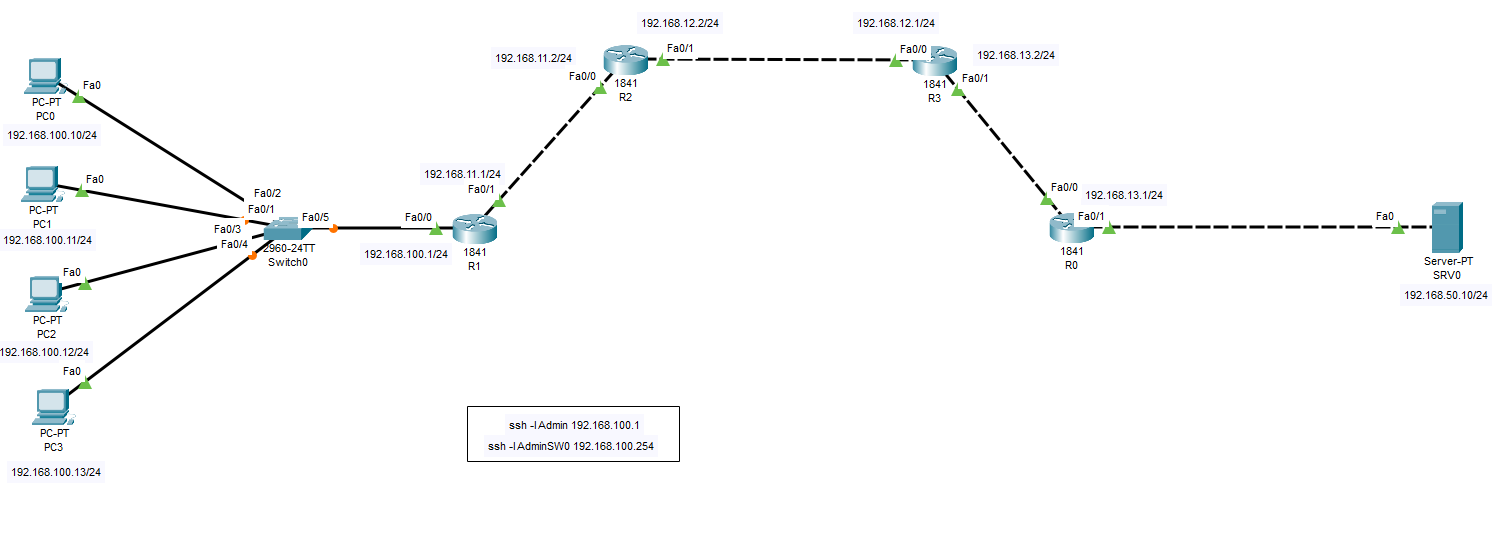 192.168.12.2/24
192.168.12.1/24
192.168.11.2/24
Fa0/1
Fa0/0
192.168.13.2/24
Fa0/0
1841
R2
1841
R3
Fa0/1
Fa0
PC-PT
PC0
192.168.100.10/24
Fa0
PC-PT
PC1
192.168.100.11/24
Fa0/2
Fa0/1
Fa0/3
Fa0/4
Fa0/5
2960-24TT
Switch0
192.168.11.1/24
Fa0/1
Fa0/0
192.168.100.1/24
1841
R1
Fa0/0
192.168.13.1/24
Fa0/1
1841
R0
Fa0
Server-PT
SRV0
192.168.50.10/24
Fa0
PC-PT
PC2
192.168.100.12/24
Fa0
PC-PT
PC3
192.168.100.13/24
ssh -l Admin 192.168.100.1
ssh -l AdminSW0 192.168.100.254